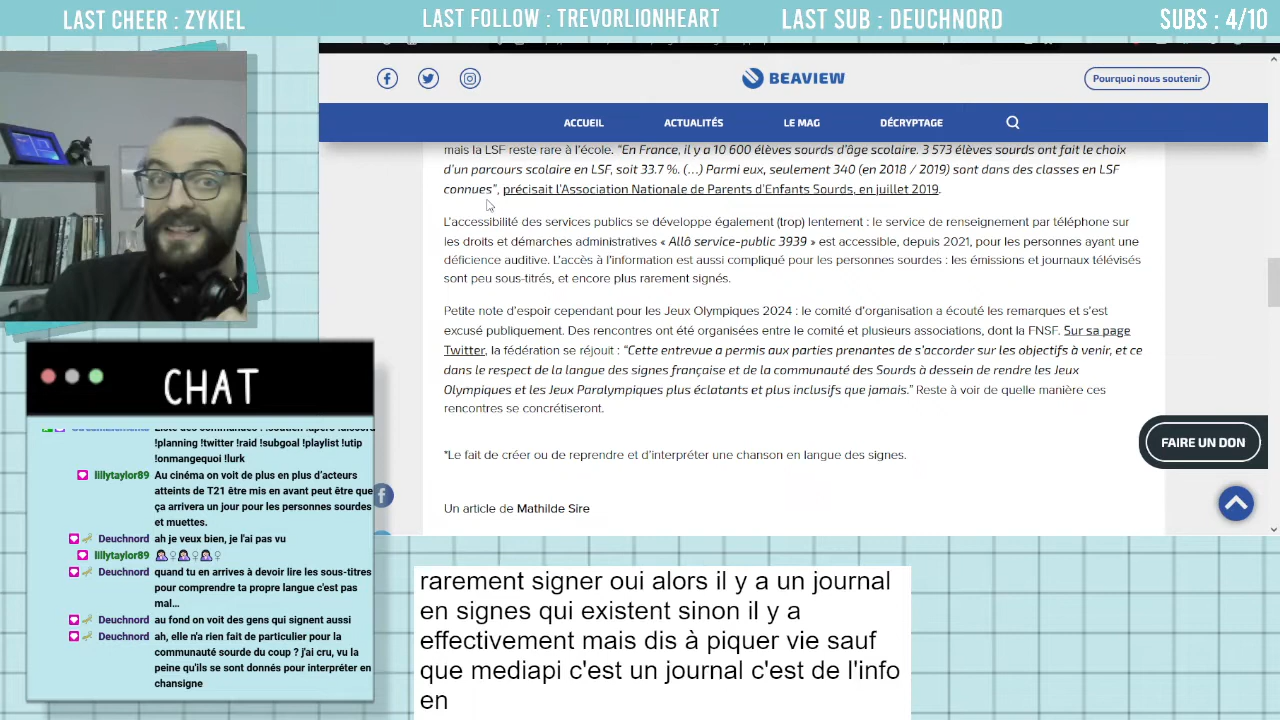 LAST CHEER : ZYKIEL
LAST FOLLOW : TREVORLIONHEART
LAST SUB : DEUCHNORD
SUBS : 4/10
BEAVIEW
Pourquoi nous soutenir
ACCUEIL
ACTUALITÉS
LE MAG
DÉCRYPTAGE
mais la LSF reste rare à l'école. “En France, il y a 10 600 élèves sourds d'âge scolaire. 3 573 élèves sourds ont fait le choix
d'un parcours scolaire en LSF, soit 33.7 %. (…) Parmi eux, seulement 340 (en 2018 / 2019) sont dans des classes en LSF
connues”, précisait l'Association Nationale de Parents d'Enfants Sourds, en juillet 2019.
L'accessibilité des services publics se développe également (trop) lentement : le service de renseignement par téléphone sur
les droits et démarches administratives « Allô service-public 3939 » est accessible, depuis 2021, pour les personnes ayant une
déficience auditive. L'accès à l'information est aussi compliqué pour les personnes sourdes : les émissions et journaux télévisés
sont peu sous-titrés, et encore plus rarement signés.
Petite note d'espoir cependant pour les Jeux Olympiques 2024 : le comité d'organisation a écouté les remarques et s'est
excusé publiquement. Des rencontres ont été organisées entre le comité et plusieurs associations, dont la FNSF. Sur sa page
Twitter, la fédération se réjouit : “Cette entrevue a permis aux parties prenantes de s'accorder sur les objectifs à venir, et ce
dans le respect de la langue des signes française et de la communauté des Sourds à dessein de rendre les Jeux
Olympiques et les Jeux Paralympiques plus éclatants et plus inclusifs que jamais.” Reste à voir de quelle manière ces
rencontres se concrétiseront.
*Le fait de créer ou de reprendre et d'interpréter une chanson en langue des signes.
Un article de Mathilde Sire
FAIRE UN DON
CHAT
!planning !twitter !raid !subgoal !playlist !utip
!onmangequoi !lurk
lillytaylor89 Au cinéma on voit de plus en plus d'acteurs
atteints de T21 être mis en avant peut être que
ça arrivera un jour pour les personnes sourdes
et muettes.
Deuchnord ah je veux bien, je l'ai pas vu
lillytaylor89
Deuchnord quand tu en arrives à devoir lire les sous-titres
pour comprendre ta propre langue c'est pas
mal...
Deuchnord au fond on voit des gens qui signent aussi
Deuchnord ah, elle n'a rien fait de particulier pour la
communauté sourde du coup ? j'ai cru, vu la
peine qu'ils se sont donnés pour interpréter en
chansigne
rarement signer oui alors il y a un journal
en signes qui existent sinon il y a
effectivement mais dis à piquer vie sauf
que mediapi c'est un journal c'est de l'info
en